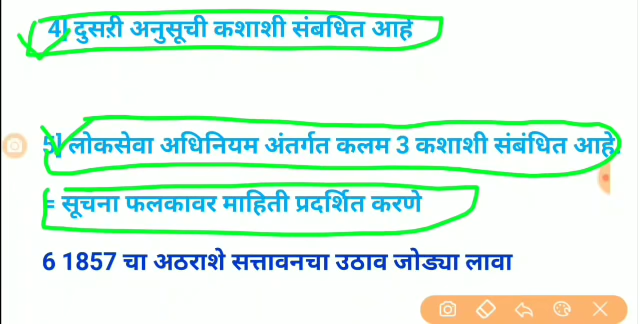 4] दुसरी अनुसूची कशाशी संबधित आहे
5] लोकसेवा अधिनियम अंतर्गत कलम 3 कशाशी संबंधित आहे.
= सूचना फलकावर माहिती प्रदर्शित करणे
6 1857 चा अठराशे सत्तावनचा उठाव जोड्या लावा